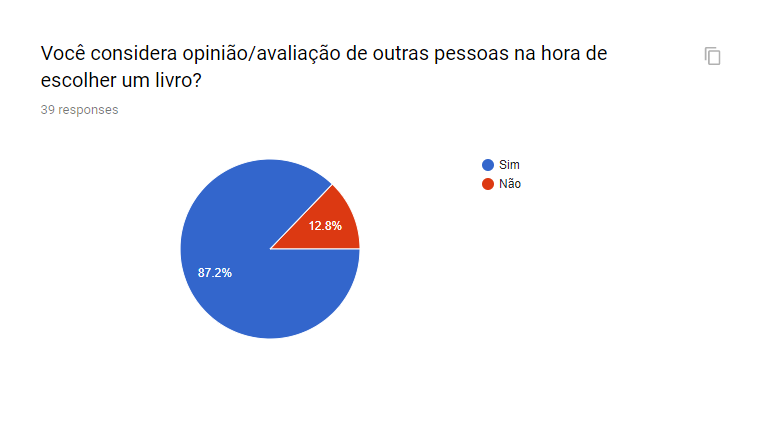 Você considera opinião/avaliação de outras pessoas na hora de
escolher um livro?
39 responses
Sim
Não
12.8%
87.2%